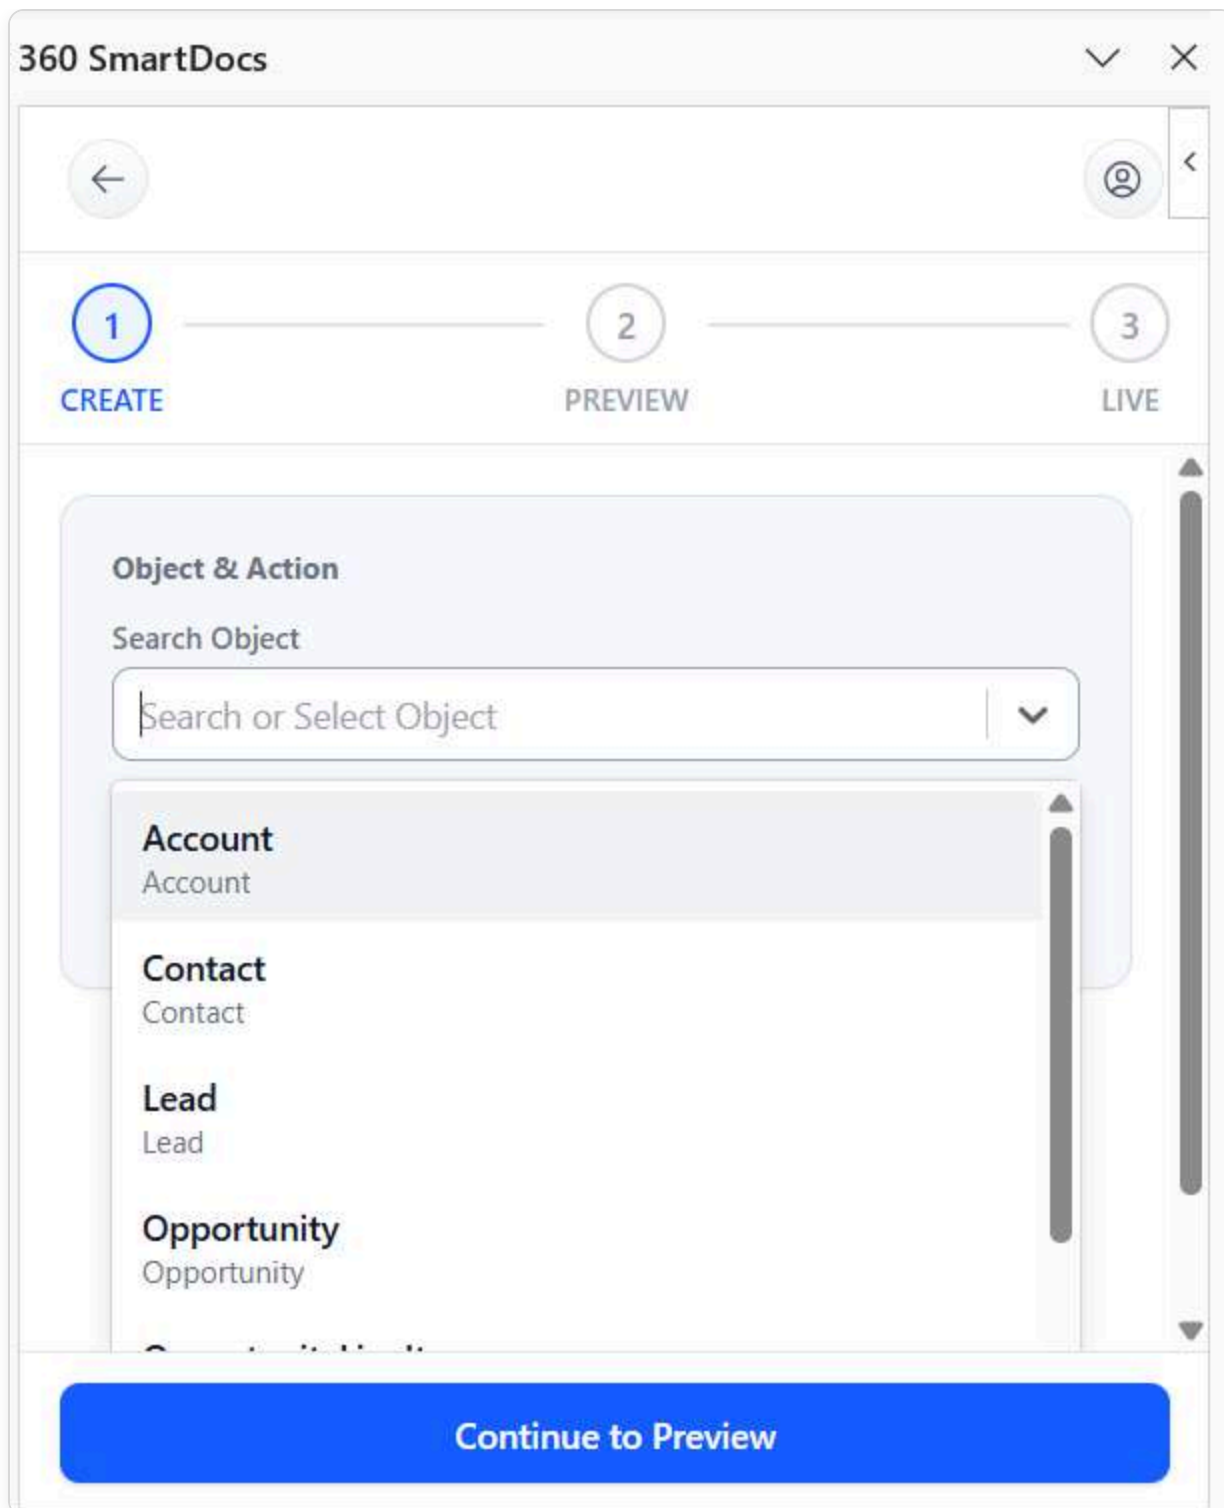 360 SmartDocs
1
2
3
CREATE
PREVIEW
LIVE
Object & Action
Search Object
Search or Select Object
Account
Account
Contact
Contact
Lead
Lead
Opportunity
Opportunity
Continue to Preview